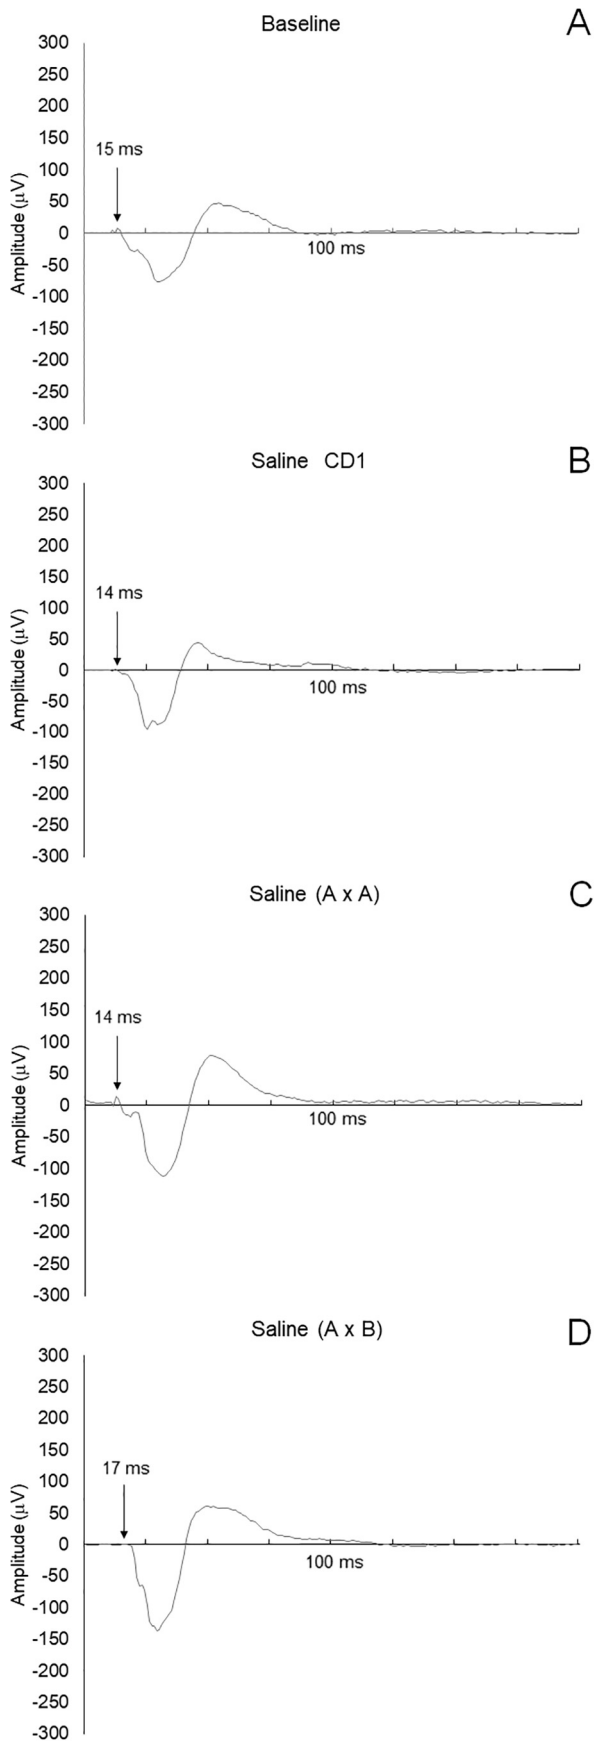 Baseline
A
300
250
200
150
100
50
0
-50
-100
-150
-200
-250
-300
Amplitude (μV)
15 ms
100 ms
Saline CD1
B
300
250
200
150
100
50
0
-50
-100
-150
-200
-250
-300
Amplitude (μV)
14 ms
100 ms
Saline (A x A)
C
300
250
200
150
100
50
0
-50
-100
-150
-200
-250
-300
Amplitude (μV)
14 ms
100 ms
Saline (A x B)
D
300
250
200
150
100
50
0
-50
-100
-150
-200
-250
-300
Amplitude (μV)
17 ms
100 ms